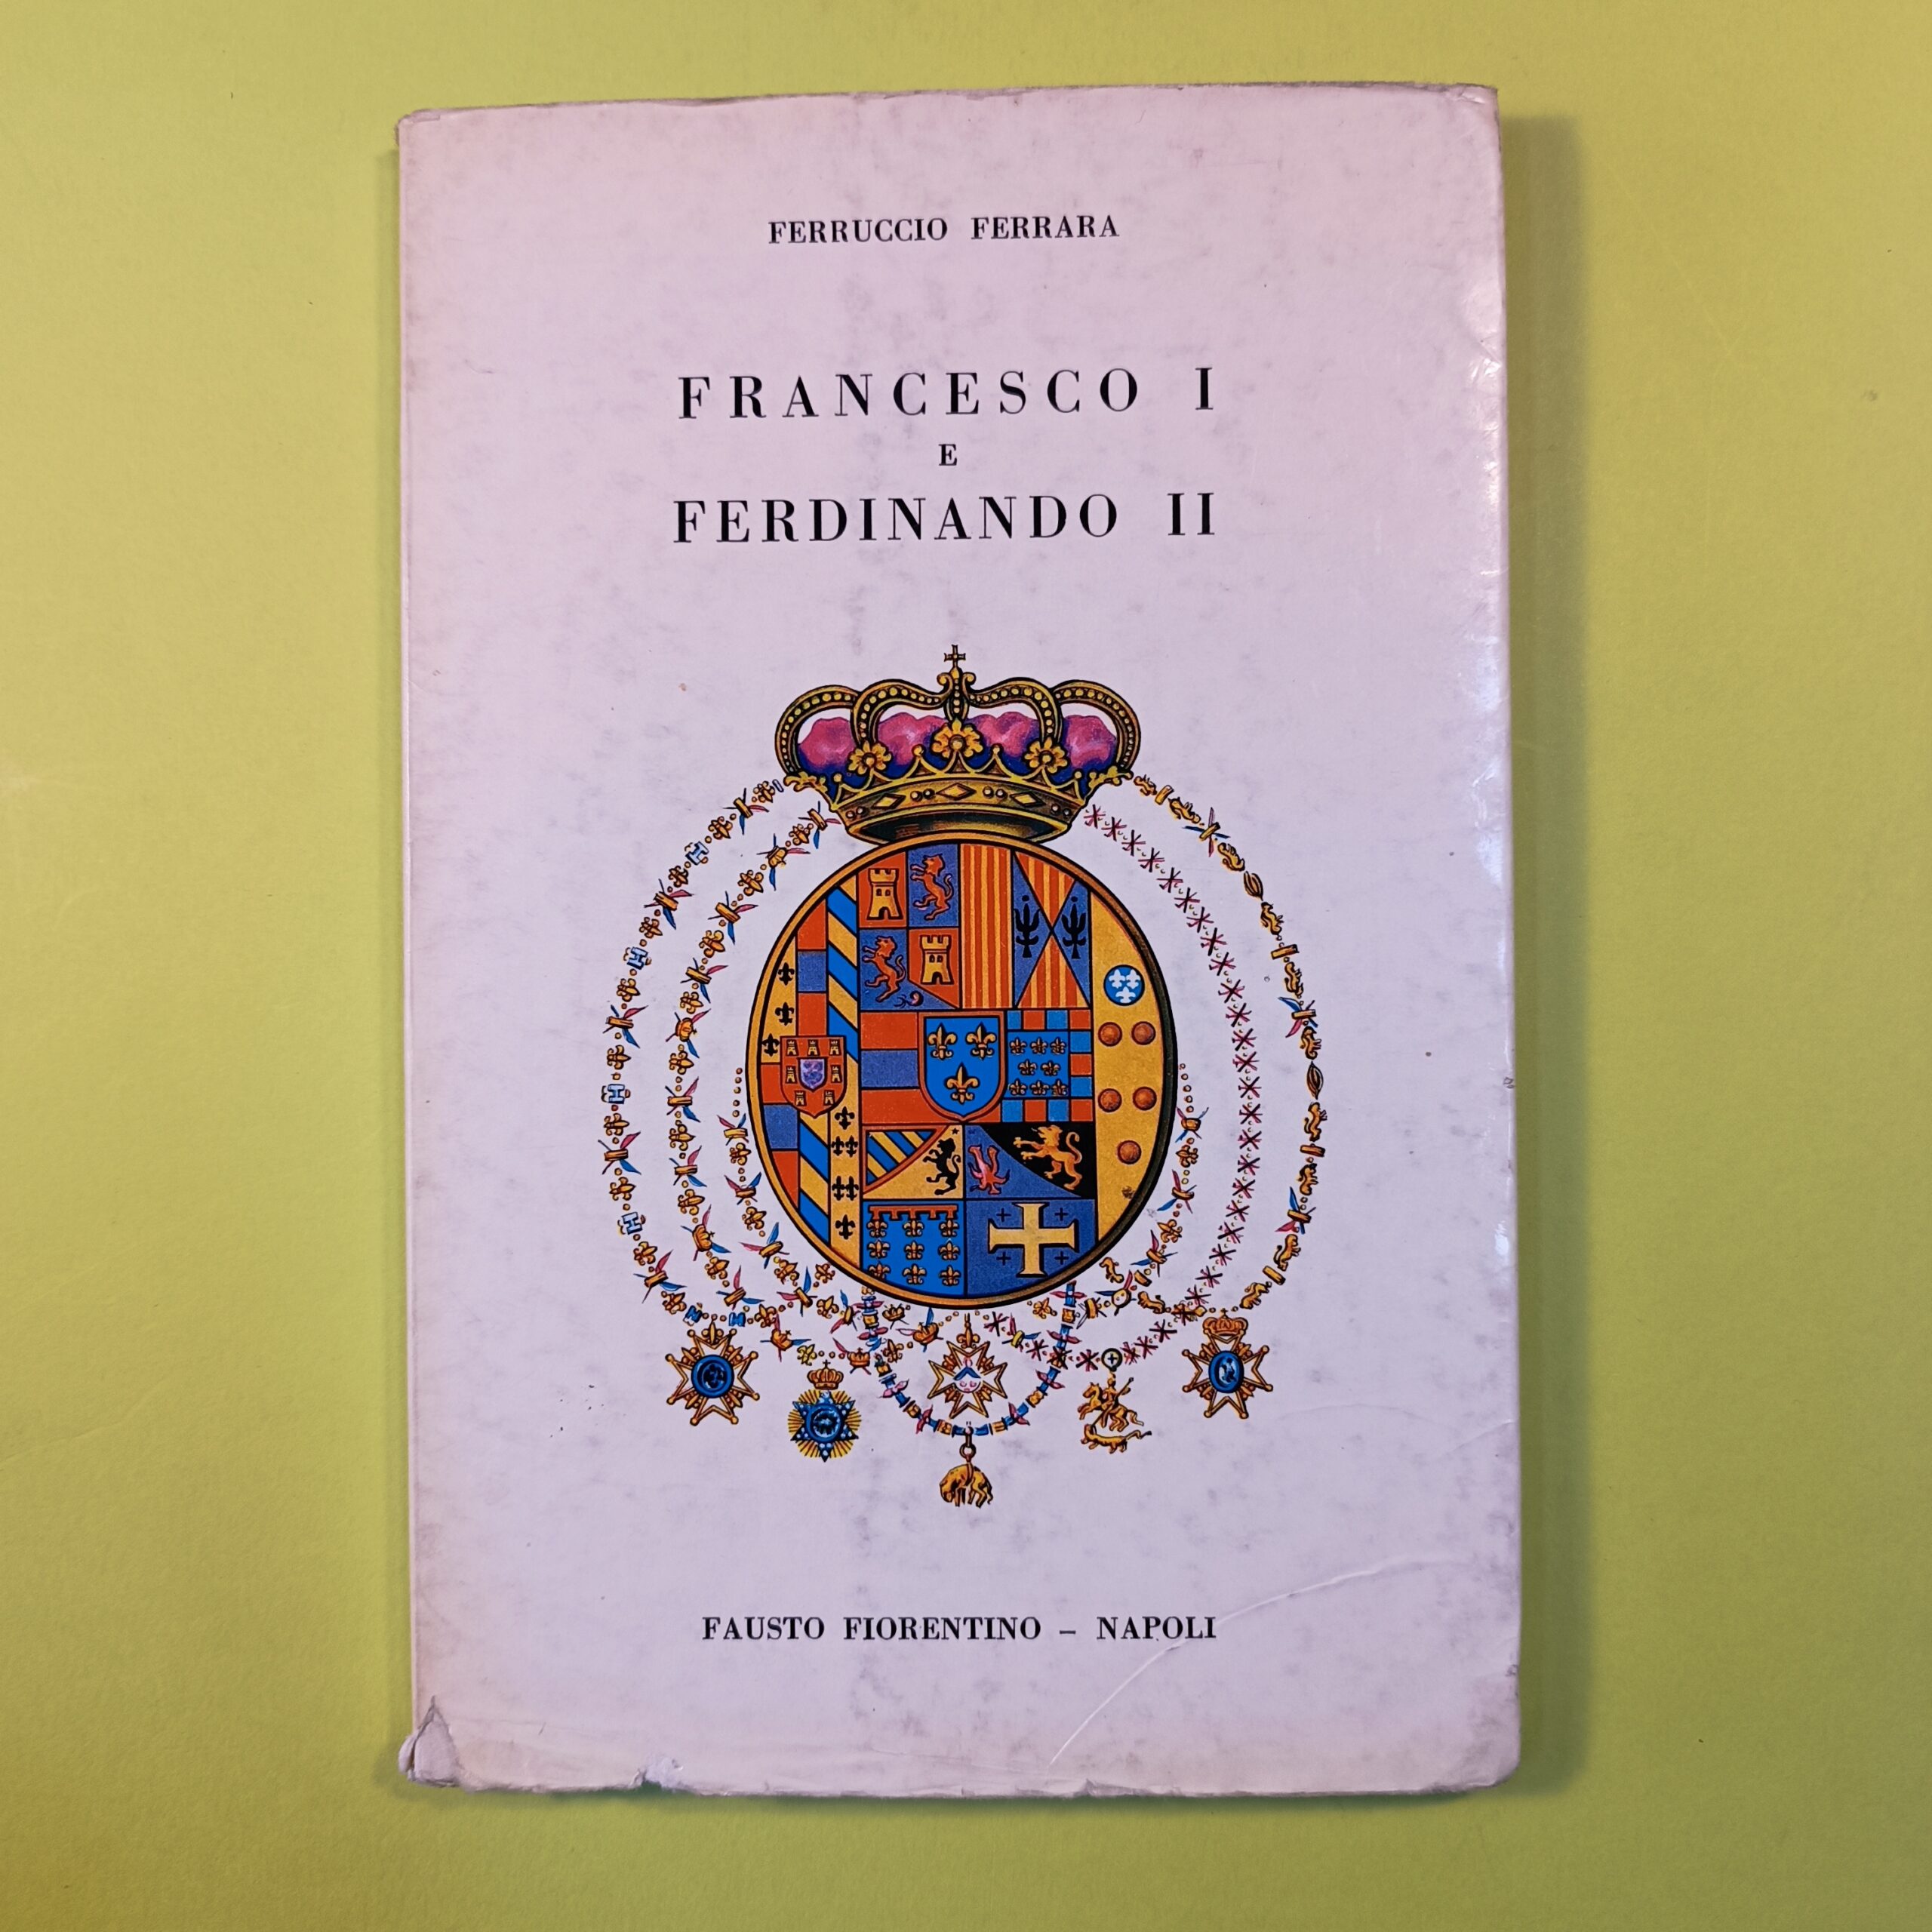 FERRUCCIO FERRARA
FRANCESCO I
E
FERDINANDO II
FAUSTO FIORENTINO – NAPOLI